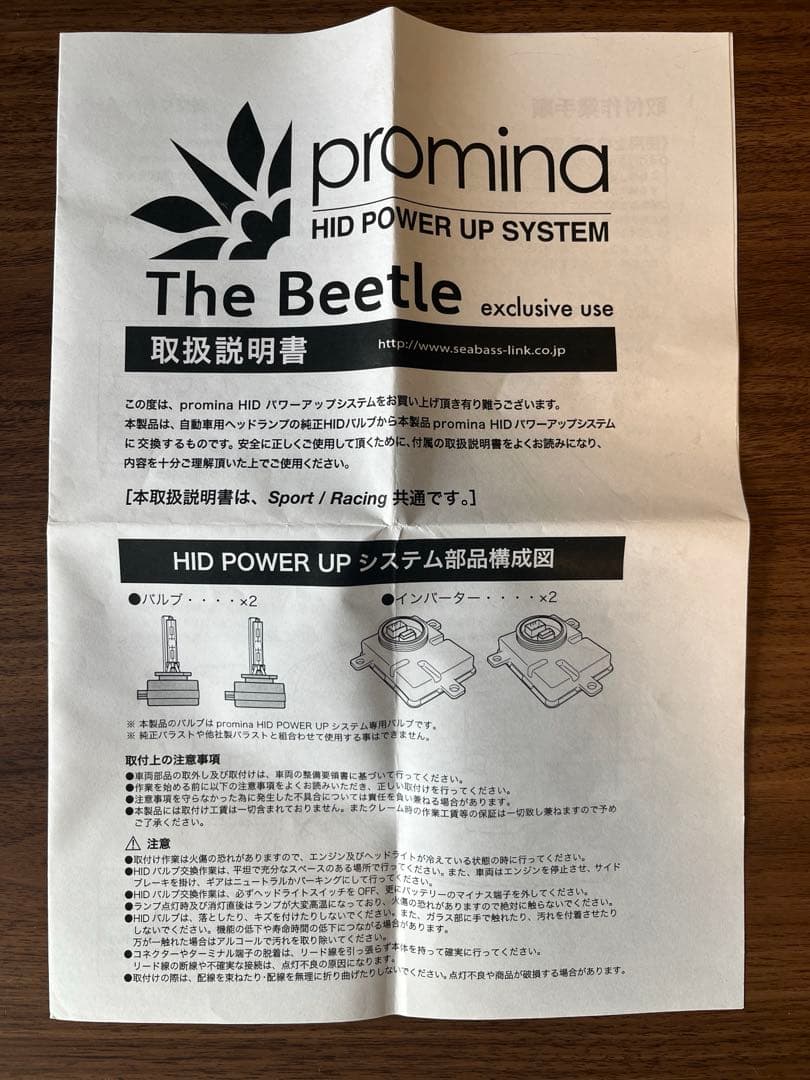 promina
HID POWER UP SYSTEM
The Beetle exclusive use
取扱説明書 http://www.seabass-link.co.jp
この度は、promina HID パワーアップシステムをお買い上げ頂き有り難うございます。
本製品は、自動車用ヘッドランプの純正HIDバルブから本製品promina HIDパワーアップシステム
に交換するものです。安全に正しくご使用して頂くために、付属の取扱説明書をよくお読みになり、
内容を十分ご理解頂いた上でご使用ください。
［本取扱説明書は、Sport / Racing 共通です。］
HID POWER UP システム部品構成図
●バルブ・・・・×2 ●インバーター・・・・×2
※ 本製品のバルブはpromina HID POWER UP システム専用バルブです。
※ 純正バラストや他社製バラストと組合わせて使用する事はできません。
取付上の注意事項
●車両部品の取外し及び取付けは、車両の整備要領書に基づいて行ってください。
●作業を始める前に以下の注意事項をよくお読みいただき、正しい取付けを行ってください。
●注意事項を守らなかった為に発生した不具合については責任を負い兼ねる場合があります。
●本製品には取付け工賃は一切含まれておりません。またクレーム時の作業工賃等の保証は一切致し兼ねますので予め
ご了承ください。
⚠ 注意
●取付け作業は火傷の恐れがありますので、エンジン及びヘッドライトが冷えている状態の時に行ってください。
●HIDバルブ交換作業は、平坦で充分なスペースのある場所で行ってください。また、車両はエンジンを停止させ、サイド
ブレーキを掛け、ギアはニュートラルかパーキングにして行ってください。
●HIDバルブ交換作業は、必ずヘッドライトスイッチをOFF、更にバッテリーのマイナス端子を外してください。
●ランプ点灯時及び消灯直後はランプが大変高温になっており、火傷の恐れがありますので絶対に触らないでください。
●HIDバルブは、落としたり、キズを付けたりしないでください。また、ガラス部に手で触れたり、汚れを付着させたり
しないでください。機能の低下や寿命時間の低下につながる場合があります。
万が一触れた場合はアルコールで汚れを取り除いてください。
●コネクターやターミナル端子の脱着は、リード線を引っ張らず本体を持って確実に行ってください。
リード線の断線や不確実な接続は、点灯不良の原因になります。
●取付けの際は、配線を束ねたり・配線を無理に折り曲げたりしないでください。点灯不良や商品が破損する場合があります。